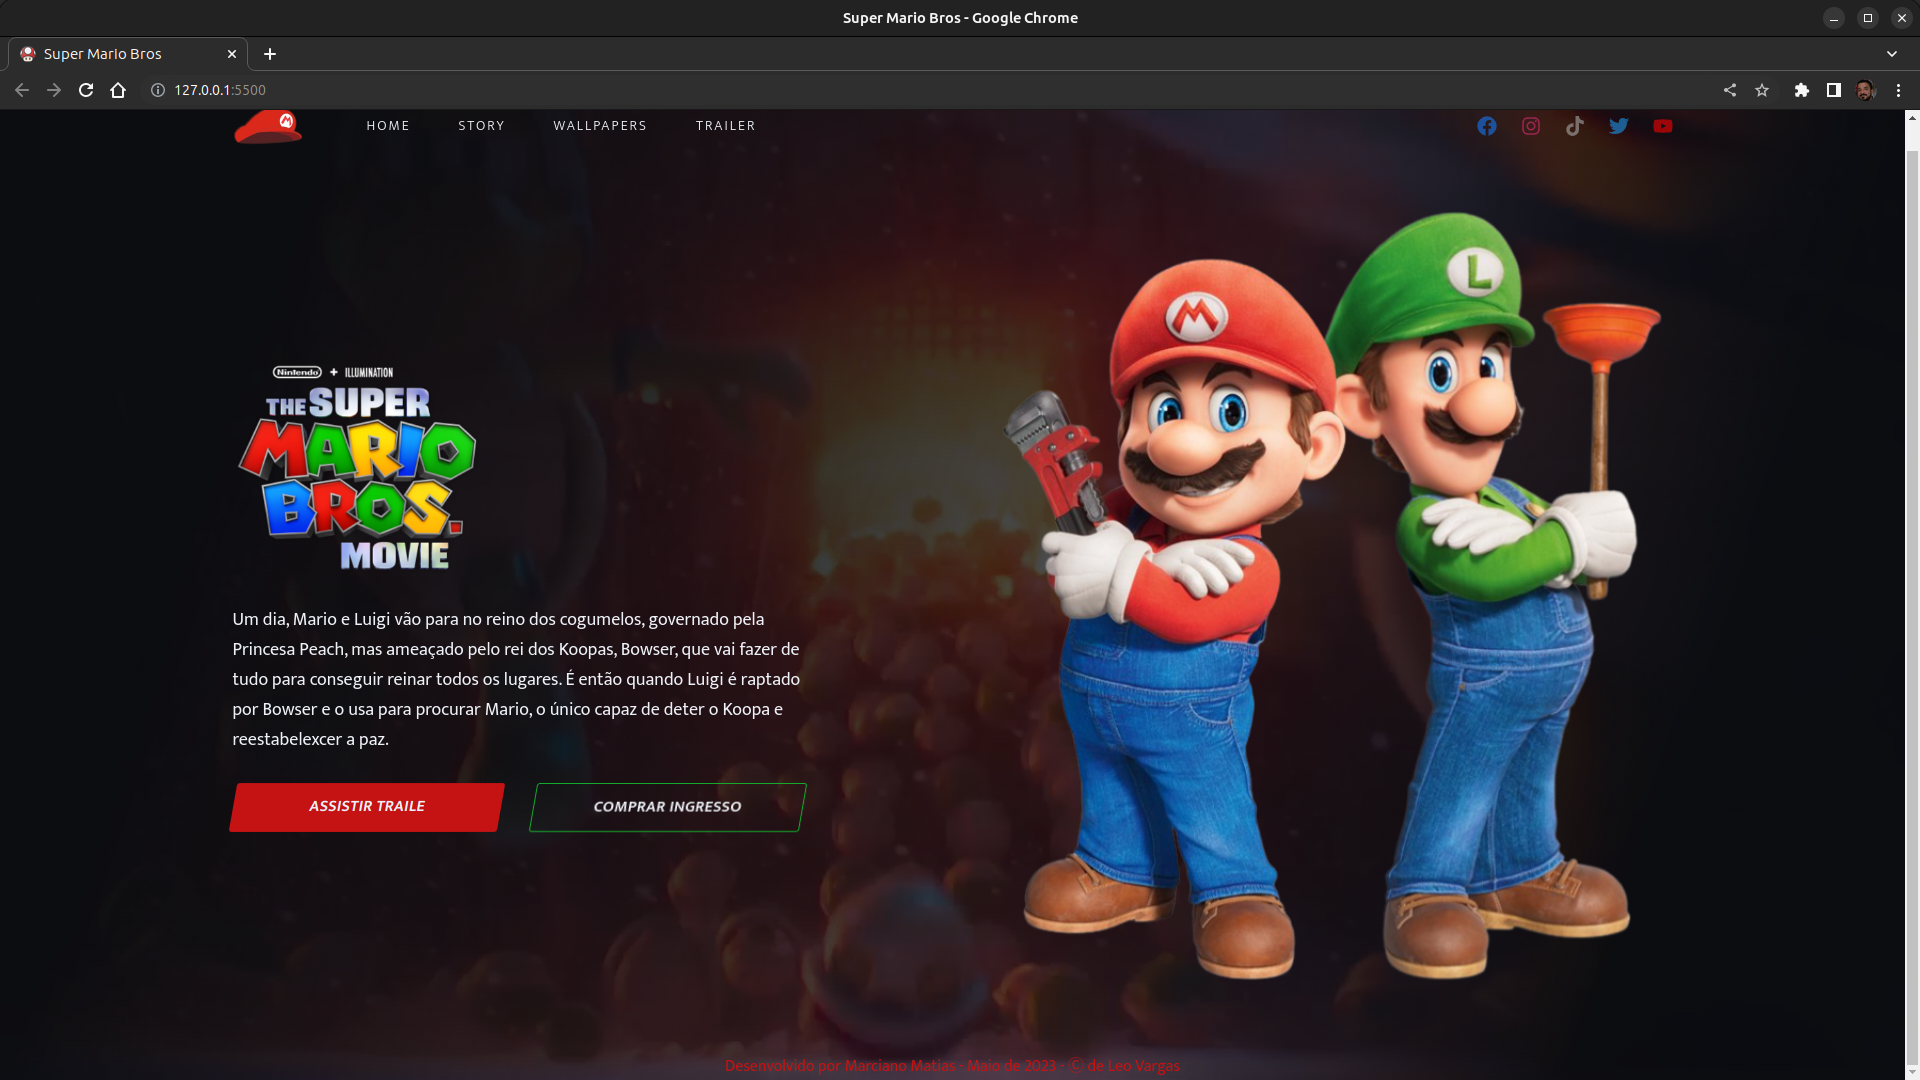 Super Mario Bros - Google Chrome
Super Mario Bros
127.0.0.1:5500
M
HOME STORY WALLPAPERS TRAILER
L
M
Nintendo + ILLUMINATION
THE SUPER
MARIO
BROS.
MOVIE
Um dia, Mario e Luigi vão para no reino dos cogumelos, governado pela
Princesa Peach, mas ameaçado pelo rei dos Koopas, Bowser, que vai fazer de
tudo para conseguir reinar todos os lugares. É então quando Luigi é raptado
por Bowser e o usa para procurar Mario, o único capaz de deter o Koopa e
reestabelexcer a paz.
ASSISTIR TRAILE
COMPRAR INGRESSO
Desenvolvido por Marciano Matias · Maio de 2023 · © de Leo Vargas